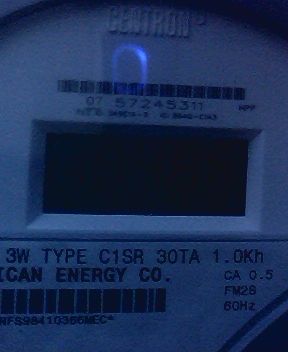 CENTRON
07 57245311
3W TYPE C1SR 30TA 1.0Kh
ICAN ENERGY CO.
CA 0.5
FM2S
60Hz